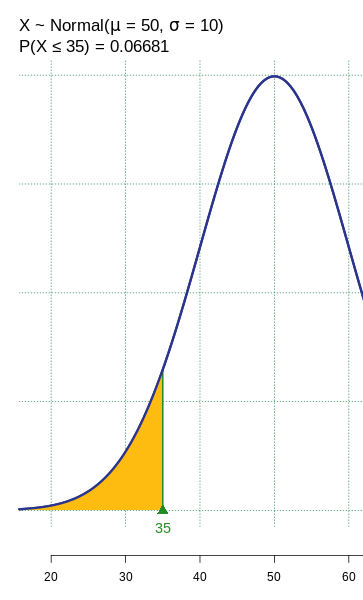 X ~ Normal(μ = 50, σ = 10)
P(X ≤ 35) = 0.06681
35
20 30 40 50 60